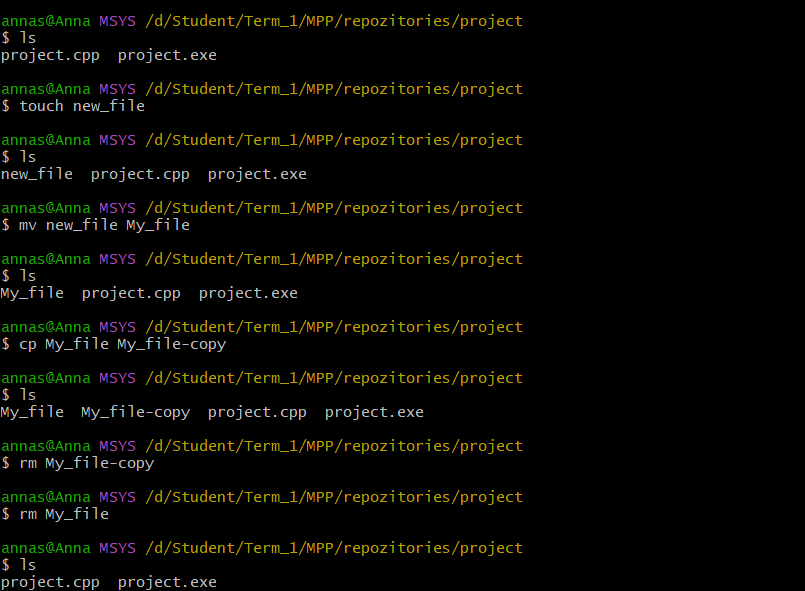 annas@Anna MSYS /d/Student/Term_1/MPP/repozitories/project
$ ls
project.cpp  project.exe
annas@Anna MSYS /d/Student/Term_1/MPP/repozitories/project
$ touch new_file
annas@Anna MSYS /d/Student/Term_1/MPP/repozitories/project
$ ls
new_file  project.cpp  project.exe
annas@Anna MSYS /d/Student/Term_1/MPP/repozitories/project
$ mv new_file My_file
annas@Anna MSYS /d/Student/Term_1/MPP/repozitories/project
$ ls
My_file  project.cpp  project.exe
annas@Anna MSYS /d/Student/Term_1/MPP/repozitories/project
$ cp My_file My_file-copy
annas@Anna MSYS /d/Student/Term_1/MPP/repozitories/project
$ ls
My_file  My_file-copy  project.cpp  project.exe
annas@Anna MSYS /d/Student/Term_1/MPP/repozitories/project
$ rm My_file-copy
annas@Anna MSYS /d/Student/Term_1/MPP/repozitories/project
$ rm My_file
annas@Anna MSYS /d/Student/Term_1/MPP/repozitories/project
$ ls
project.cpp  project.exe